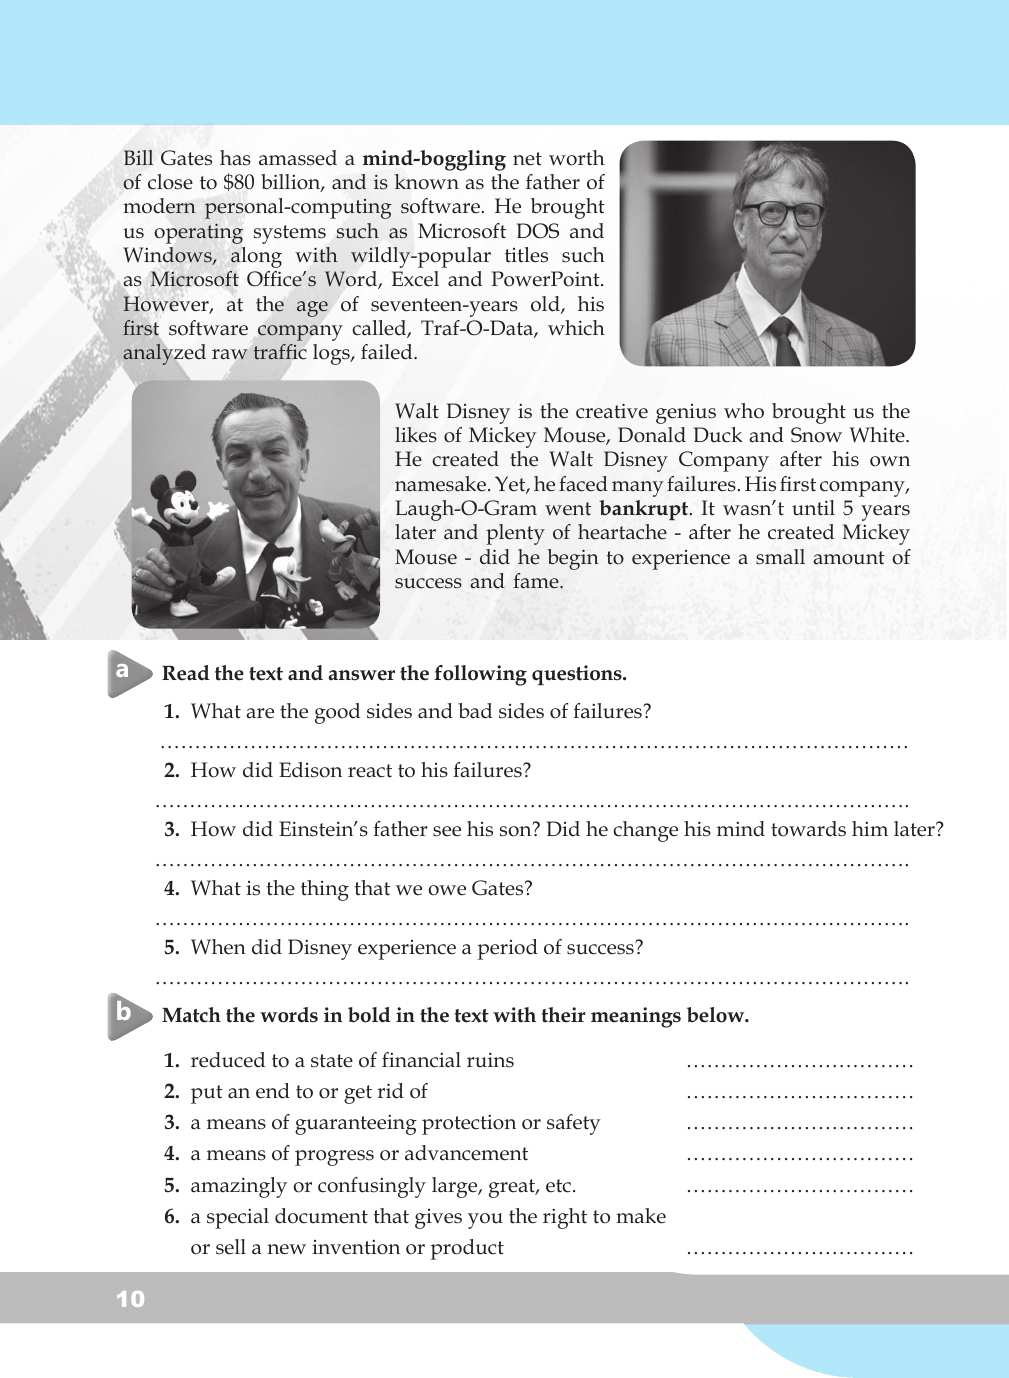 Bill Gates has amassed a mind-boggling net worth
of close to $80 billion, and is known as the father of
modern personal-computing software. He brought
us operating systems such as Microsoft DOS and
Windows, along with wildly-popular titles such
as Microsoft Office's Word, Excel and PowerPoint.
However, at the age of seventeen-years old, his
first software company called, Traf-O-Data, which
analyzed raw traffic logs, failed.
Walt Disney is the creative genius who brought us the
likes of Mickey Mouse, Donald Duck and Snow White.
He created the Walt Disney Company after his own
namesake. Yet, he faced many failures. His first company,
Laugh-O-Gram went bankrupt. It wasn't until 5 years
later and plenty of heartache - after he created Mickey
Mouse - did he begin to experience a small amount of
success and fame.
a Read the text and answer the following questions.
1. What are the good sides and bad sides of failures?
2. How did Edison react to his failures?
3. How did Einstein's father see his son? Did he change his mind towards him later?
4. What is the thing that we owe Gates?
5. When did Disney experience a period of success?
b Match the words in bold in the text with their meanings below.
1. reduced to a state of financial ruins ……………………………
2. put an end to or get rid of ……………………………
3. a means of guaranteeing protection or safety ……………………………
4. a means of progress or advancement ……………………………
5. amazingly or confusingly large, great, etc. ……………………………
6. a special document that gives you the right to make
or sell a new invention or product ……………………………
10